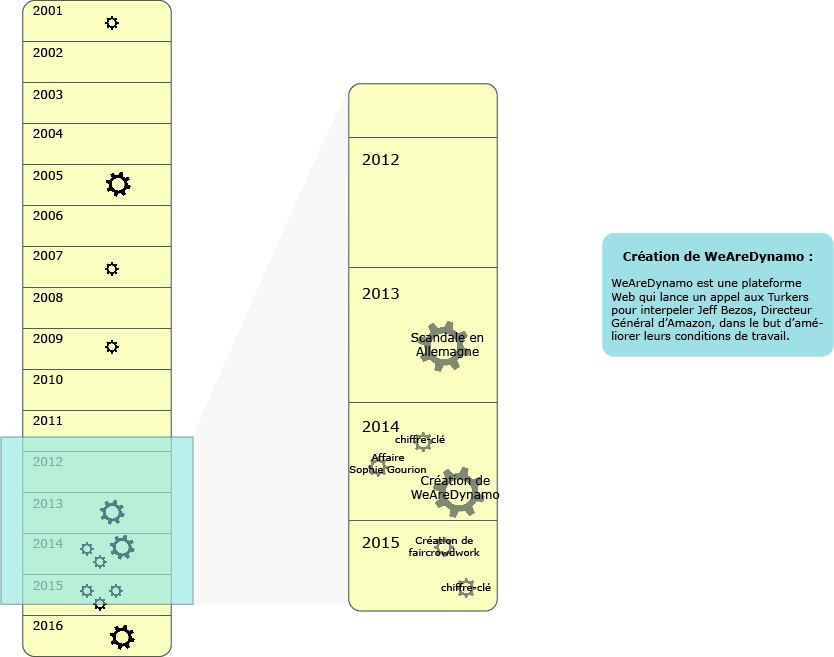 2001
2002
2003
2004
2005
2006
2007
2008
2009
2010
2011
2012
2013
2014
2015
2016
2012
2013
Scandale en
Allemagne
2014
chiffre-clé
Affaire
Sophie Gourion
Création de
WeAreDynamo
2015
Création de
faircrowdwork
chiffre-clé
Création de WeAreDynamo :
WeAreDynamo est une plateforme
Web qui lance un appel aux Turkers
pour interpeler Jeff Bezos, Directeur
Général d’Amazon, dans le but d’amé-
liorer leurs conditions de travail.